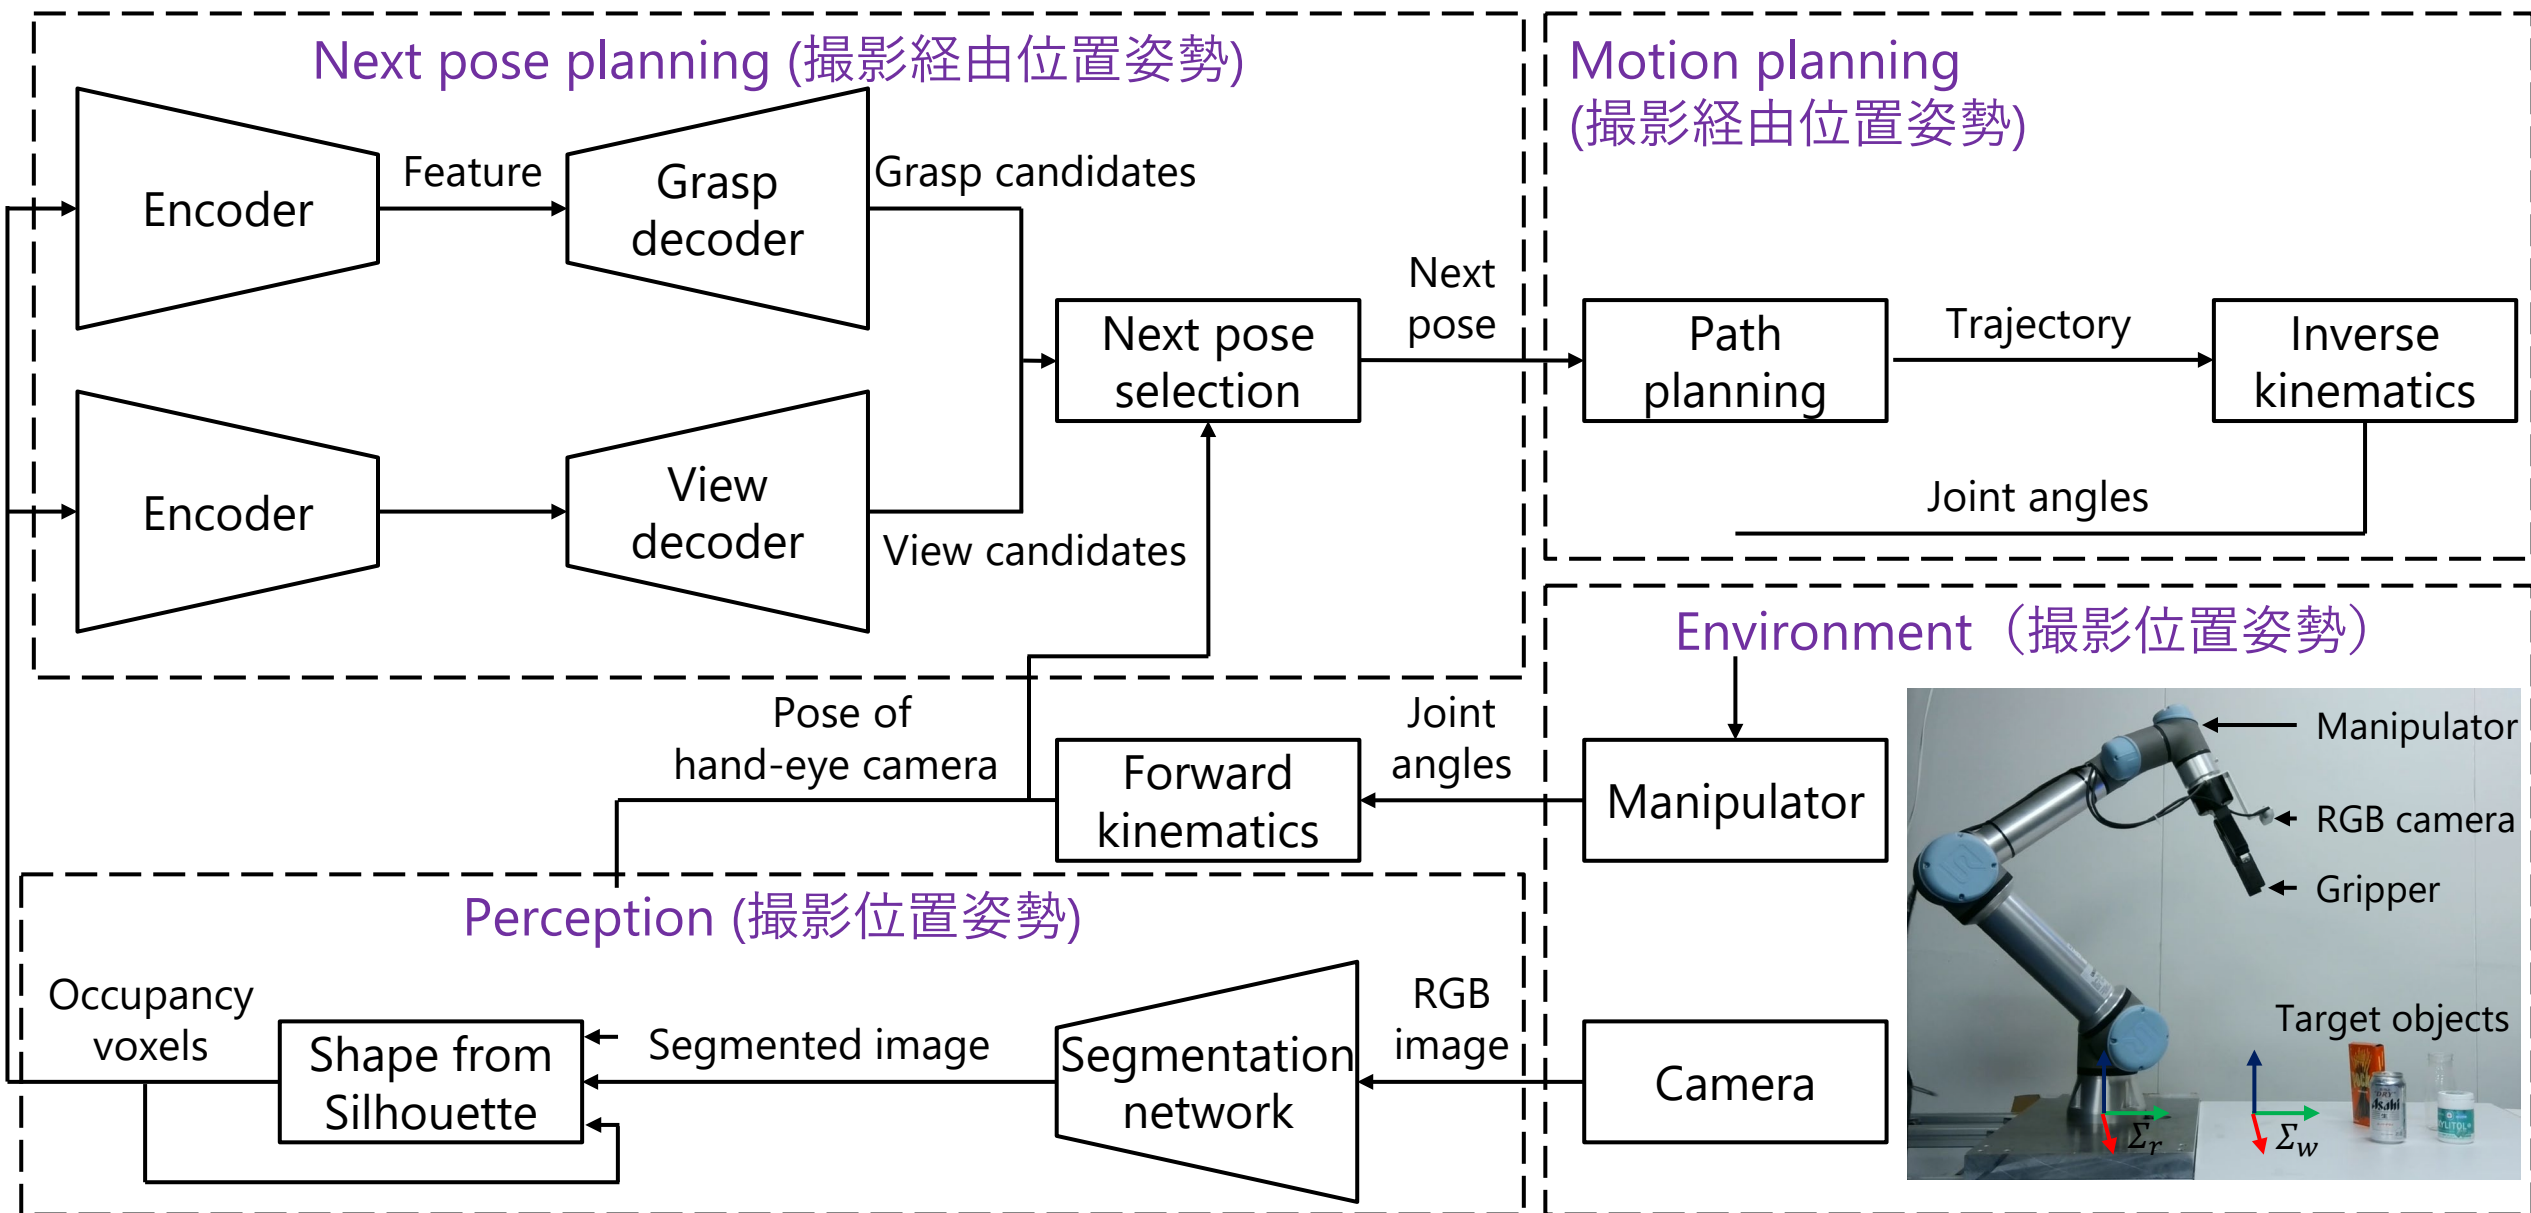 Next pose planning (撮影経由位置姿勢)
Encoder
Feature
Grasp
decoder
Grasp candidates
Encoder
View
decoder
View candidates
Next pose
selection
Next
pose
Motion planning
(撮影経由位置姿勢)
Path
planning
Trajectory
Inverse
kinematics
Joint angles
Environment（撮影位置姿勢）
Manipulator
Joint
angles
Forward
kinematics
Pose of
hand-eye camera
Perception (撮影位置姿勢)
Occupancy
voxels
Shape from
Silhouette
Segmented image
Segmentation
network
RGB
image
Camera
Manipulator
RGB camera
Gripper
Target objects
Σr
Σw
Asahi
XYLITOL